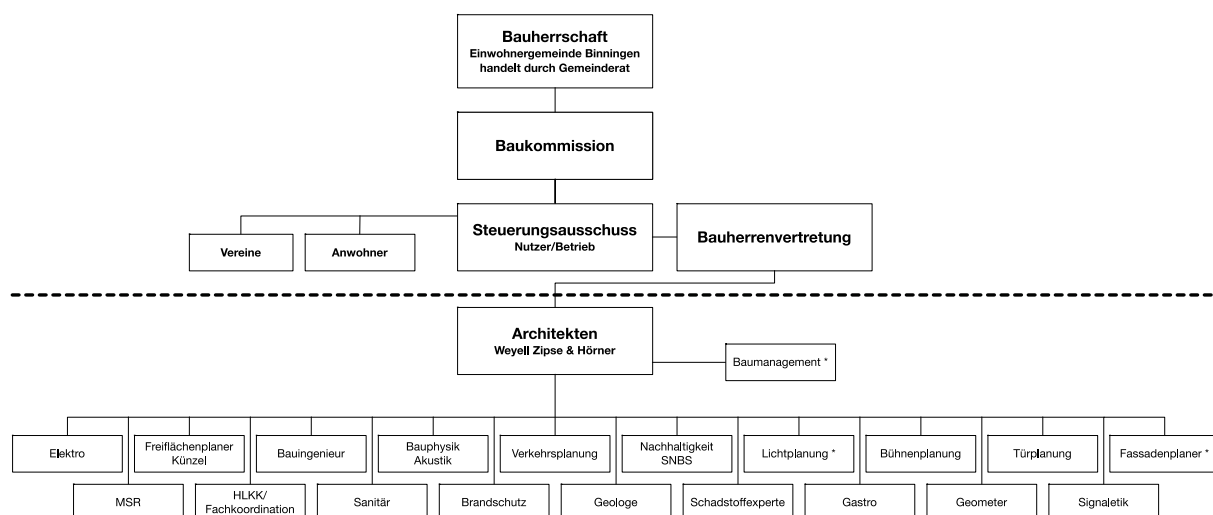 Bauherrschaft
Einwohnergemeinde Binningen
handelt durch Gemeinderat
Baukommission
Steuerungsausschuss
Nutzer/Betrieb
Bauherrenvertretung
Vereine
Anwohner
Architekten
Weyell Zipse & Hörner
Baumanagement *
Elektro
Freiflächenplaner
Künzel
Bauingenieur
Bauphysik
Akustik
Verkehrsplanung
Nachhaltigkeit
SNBS
Lichtplanung *
Bühnenplanung
Türplanung
Fassadenplaner *
MSR
HLKK/
Fachkoordination
Sanitär
Brandschutz
Geologe
Schadstoffexperte
Gastro
Geometer
Signaletik